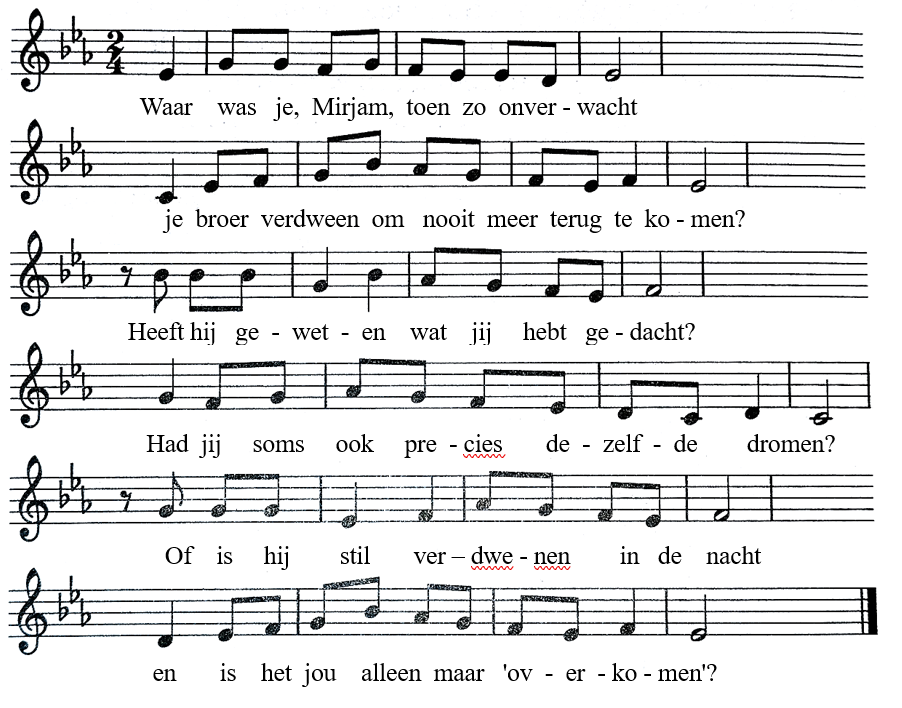 2
4
Waar was je, Mirjam, toen zo onver - wacht
je broer verdween om nooit meer terug te ko - men?
Heeft hij ge - wet - en wat jij hebt ge - dacht?
Had jij soms ook pre - cies de - zelf - de dromen?
Of is hij stil ver – dwe - nen in de nacht
en is het jou alleen maar 'ov - er - ko - men'?